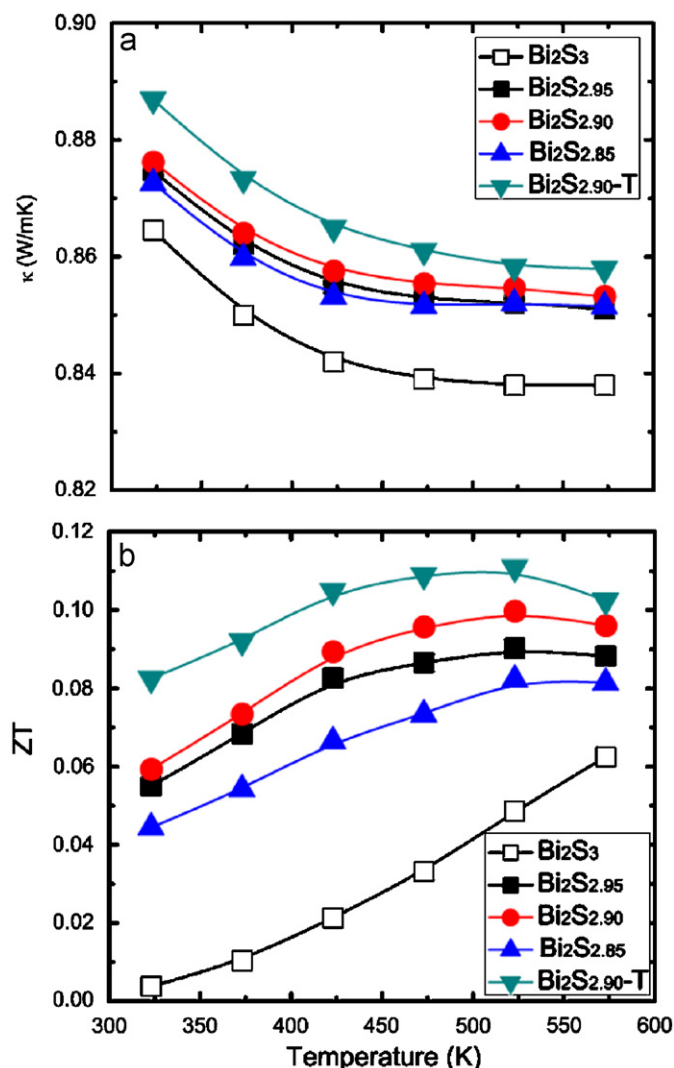 a
0.90
0.88
0.86
0.84
0.82
κ (W/mK)
Bi2S3
Bi2S2.95
Bi2S2.90
Bi2S2.85
Bi2S2.90-T
b
0.12
0.10
0.08
0.06
0.04
0.02
0.00
ZT
Bi2S3
Bi2S2.95
Bi2S2.90
Bi2S2.85
Bi2S2.90-T
300 350 400 450 500 550 600
Temperature (K)